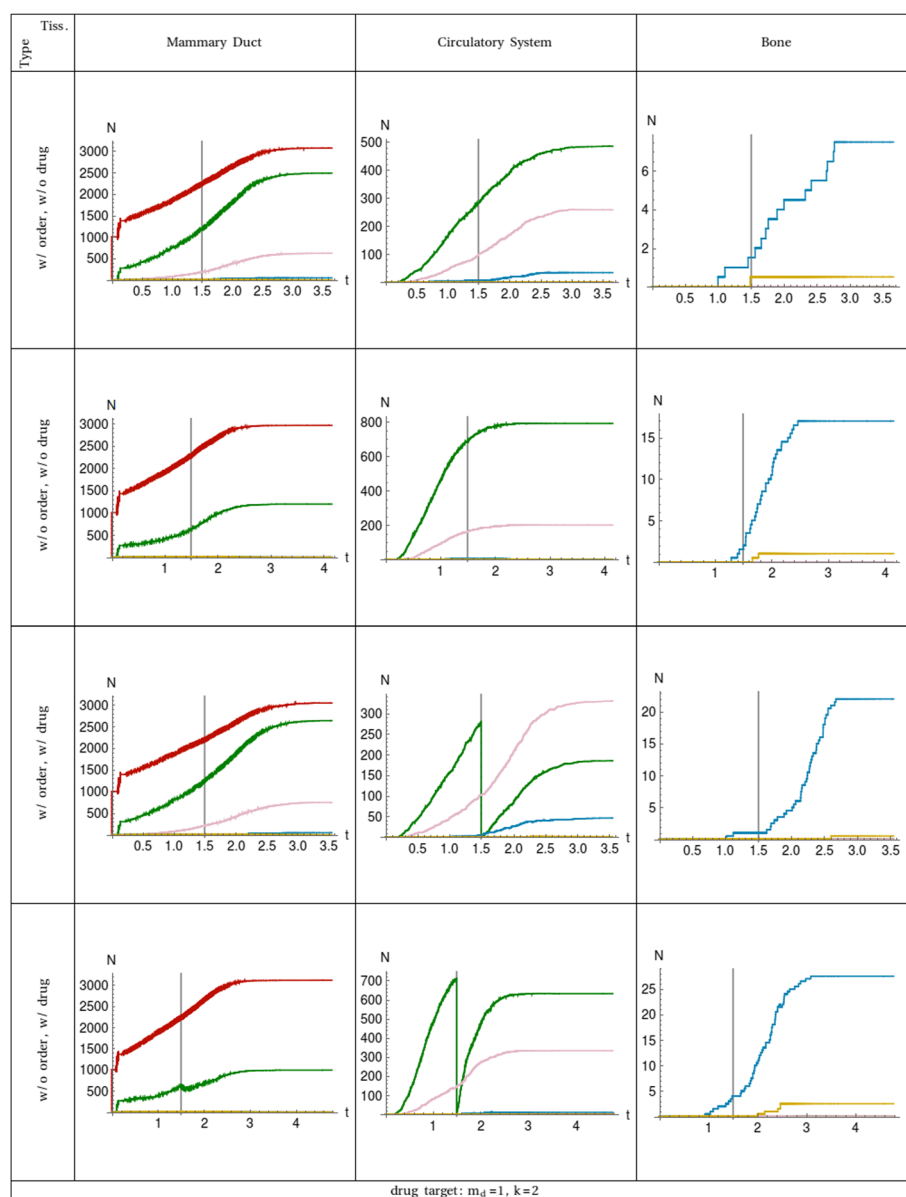 Tiss.
Type
Mammary Duct
Circulatory System
Bone
w/ order, w/o drug
N
3000
2500
2000
1500
1000
500
0.5 1.0 1.5 2.0 2.5 3.0 3.5 t
N
500
400
300
200
100
0.5 1.0 1.5 2.0 2.5 3.0 3.5 t
N
6
4
2
0.5 1.0 1.5 2.0 2.5 3.0 3.5
w/o order, w/o drug
N
3000
2500
2000
1500
1000
500
1 2 3 4 t
N
800
600
400
200
1 2 3 4 t
N
15
10
5
1 2 3 4
w/ order, w/ drug
N
3000
2500
2000
1500
1000
500
0.5 1.0 1.5 2.0 2.5 3.0 3.5 t
N
300
250
200
150
100
50
0.5 1.0 1.5 2.0 2.5 3.0 3.5 t
N
20
15
10
5
0.5 1.0 1.5 2.0 2.5 3.0 3.5
w/o order, w/ drug
N
3000
2500
2000
1500
1000
500
1 2 3 4 t
N
700
600
500
400
300
200
100
1 2 3 4 t
N
25
20
15
10
5
1 2 3 4
drug target: m_d=1, k=2